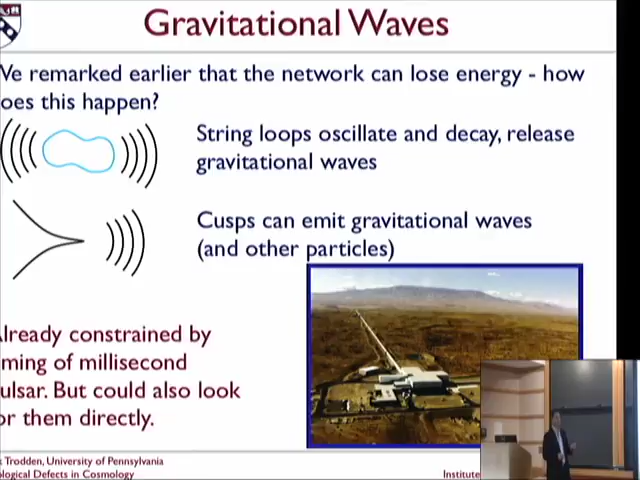 Gravitational Waves
Ve remarked earlier that the network can lose energy - how
oes this happen?
String loops oscillate and decay, release
gravitational waves
Cusps can emit gravitational waves
(and other particles)
Already constrained by
ming of millisecond
ulsar. But could also look
or them directly.
k Trodden, University of Pennsylvania
ological Defects in Cosmology
Institute